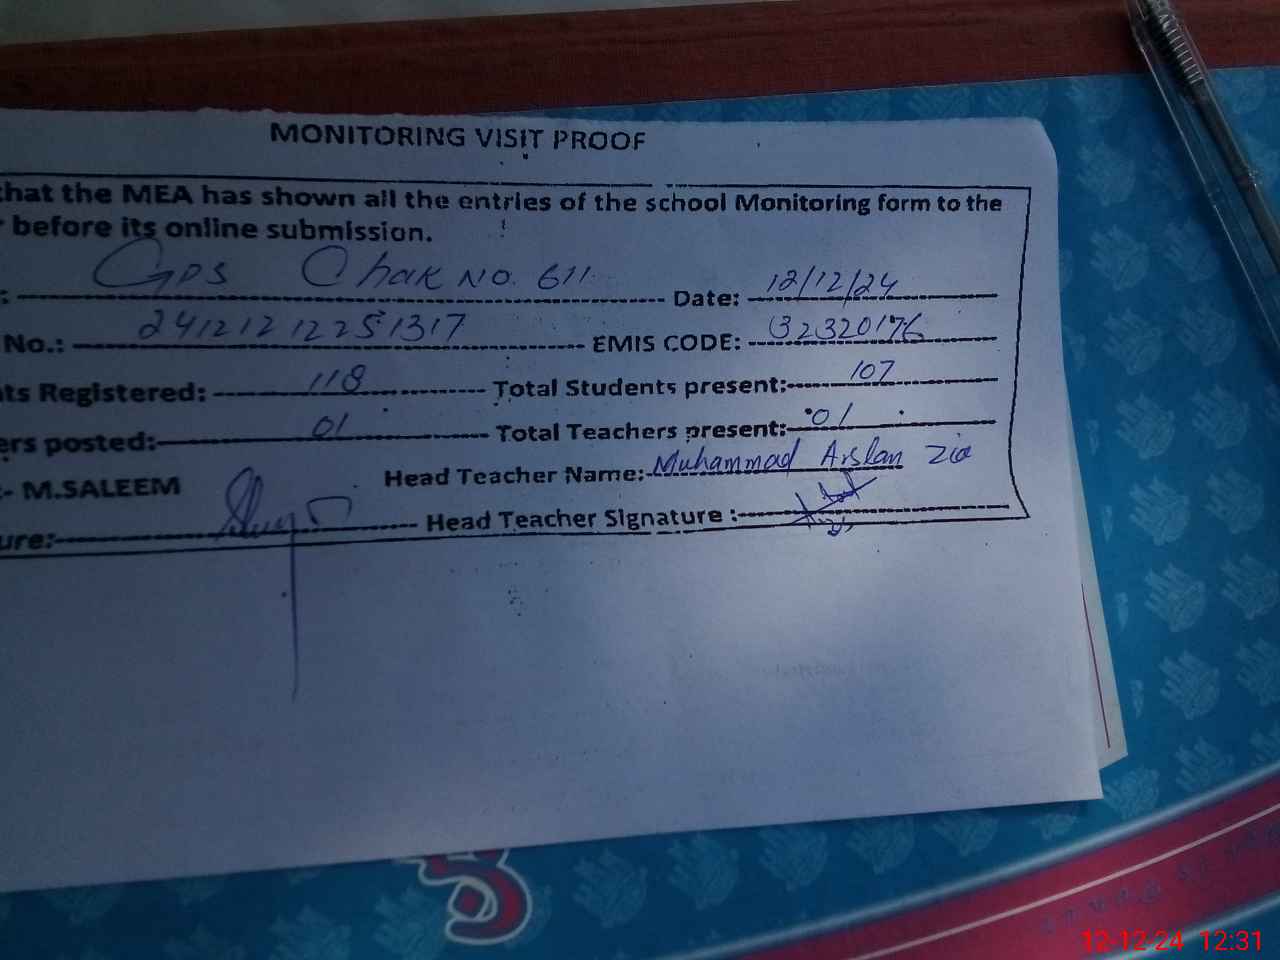 MONITORING VISIT PROOF
that the MEA has shown all the entries of the school Monitoring form to the
before its online submission.
: GPS Chak NO. 611 Date: 12/12/24
No.: 24121212251317 EMIS CODE: 32320176
ts Registered: 118 Total Students present: 107
ers posted: 01 Total Teachers present: 01
:- M.SALEEM Head Teacher Name: Muhammad Arslan Zia
ure: Head Teacher Signature :
12-12-24 12:31